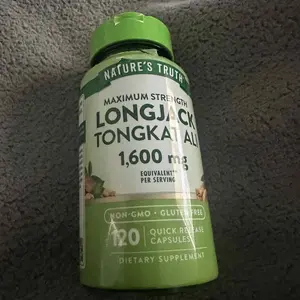 NATURE'S TRUTH
MAXIMUM STRENGTH
LONGJACK
TONGKAT ALI
1,600 mg
EQUIVALENT**
PER SERVING
NON-GMO • GLUTEN FREE
120
QUICK RELEASE
CAPSULES
DIETARY SUPPLEMENT